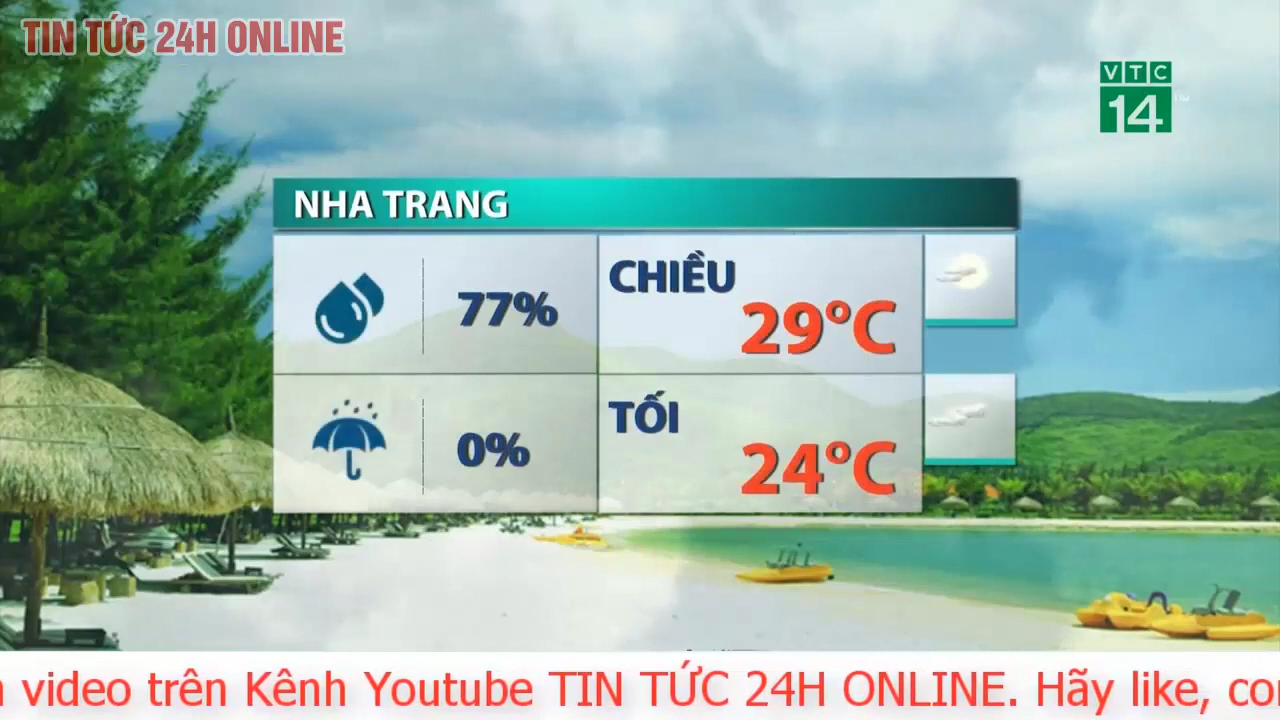 TIN TỨC 24H ONLINE
VTC
14™
NHA TRANG
77%
CHIỀU
29°C
0%
TỐI
24°C
video trên Kênh Youtube TIN TỨC 24H ONLINE. Hãy like,